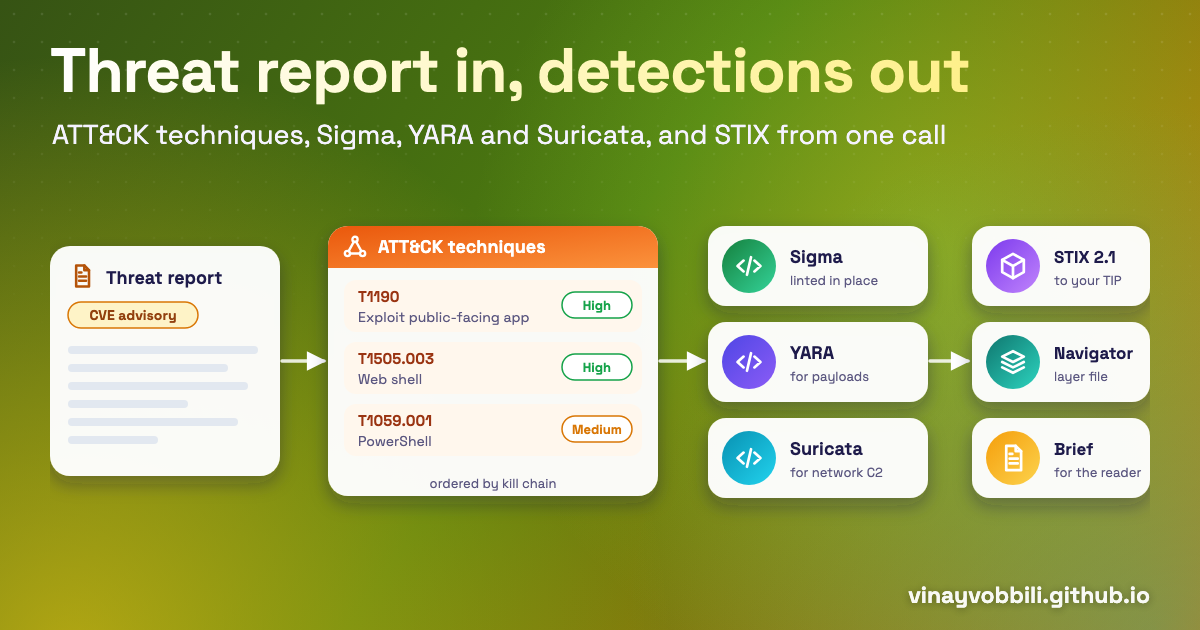 Threat report in, detections out
ATT&CK techniques, Sigma, YARA and Suricata, and STIX from one call
Threat report
CVE advisory
ATT&CK techniques
T1190
Exploit public-facing app
High
T1505.003
Web shell
High
T1059.001
PowerShell
Medium
ordered by kill chain
Sigma
linted in place
YARA
for payloads
Suricata
for network C2
STIX 2.1
to your TIP
Navigator
layer file
Brief
for the reader
vinayvobbili.github.io